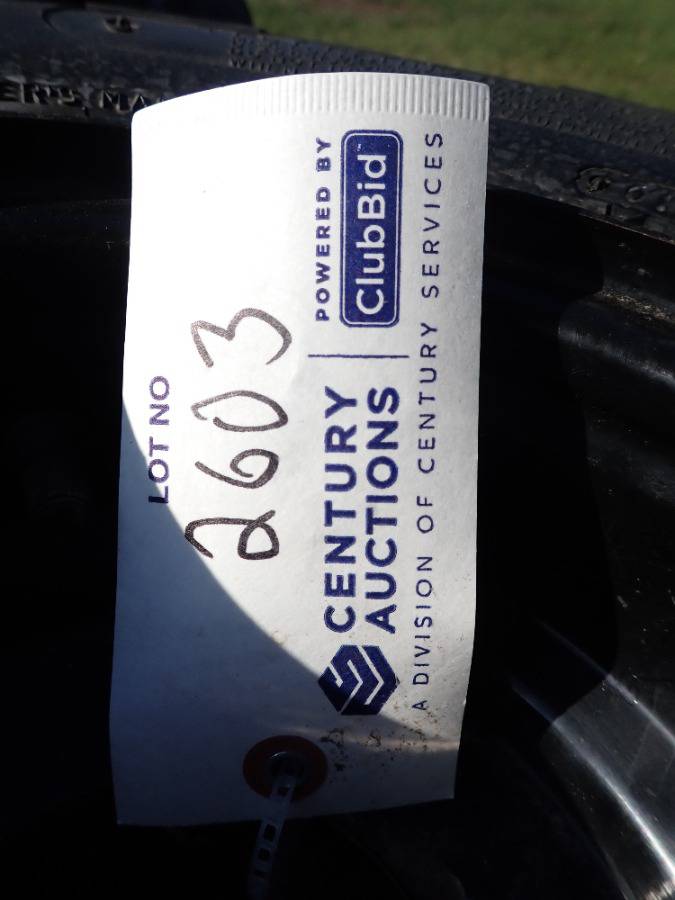 LOT NO
2603
CENTURY
AUCTIONS
POWERED BY
ClubBid
A DIVISION OF CENTURY SERVICES